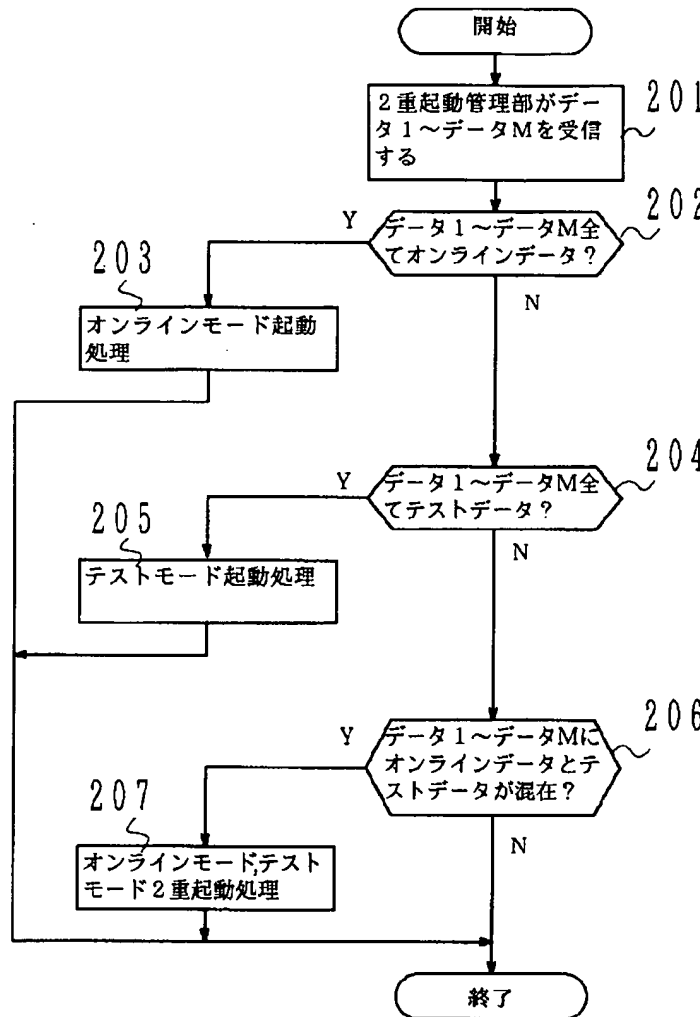 開始
2重起動管理部がデー
タ1～データMを受信
する
201
データ1～データM全
てオンラインデータ？
202
Y
N
203
オンラインモード起動
処理
データ1～データM全
てテストデータ？
204
Y
N
205
テストモード起動処理
データ1～データMに
オンラインデータとテ
ストデータが混在？
206
Y
N
207
オンラインモード,テスト
モード2重起動処理
終了